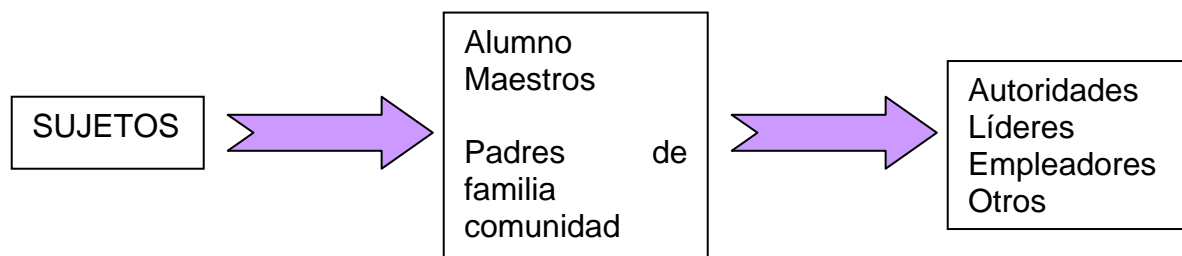 SUJETOS
Alumno
Maestros
Padres de
familia
comunidad
Autoridades
Líderes
Empleadores
Otros